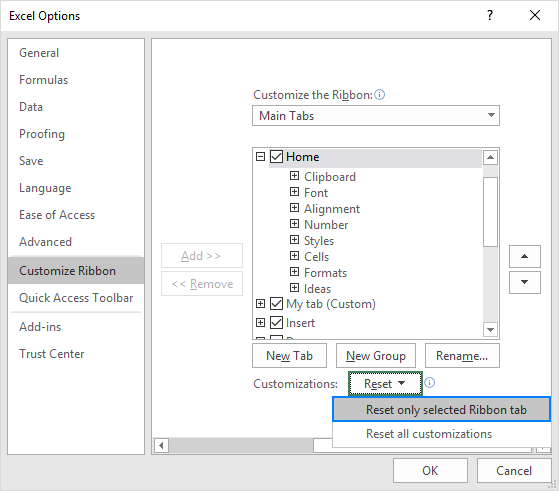 Excel Options
?
General
Formulas
Data
Proofing
Save
Language
Ease of Access
Advanced
Customize Ribbon
Quick Access Toolbar
Add-ins
Trust Center
Add >>
<< Remove
Customize the Ribbon:
Main Tabs
Home
Clipboard
Font
Alignment
Number
Styles
Cells
Formats
Ideas
My tab (Custom)
Insert
New Tab New Group Rename...
Customizations: Reset
Reset only selected Ribbon tab
Reset all customizations
OK Cancel